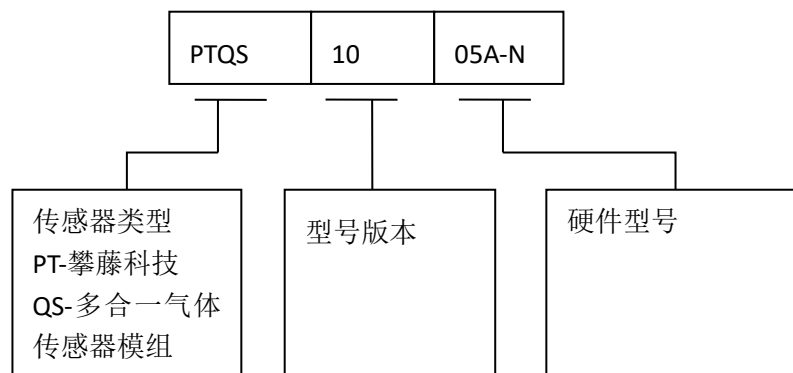 PTQS 10 05A-N
传感器类型
PT-攀藤科技
QS-多合一气体
传感器模组
型号版本
硬件型号